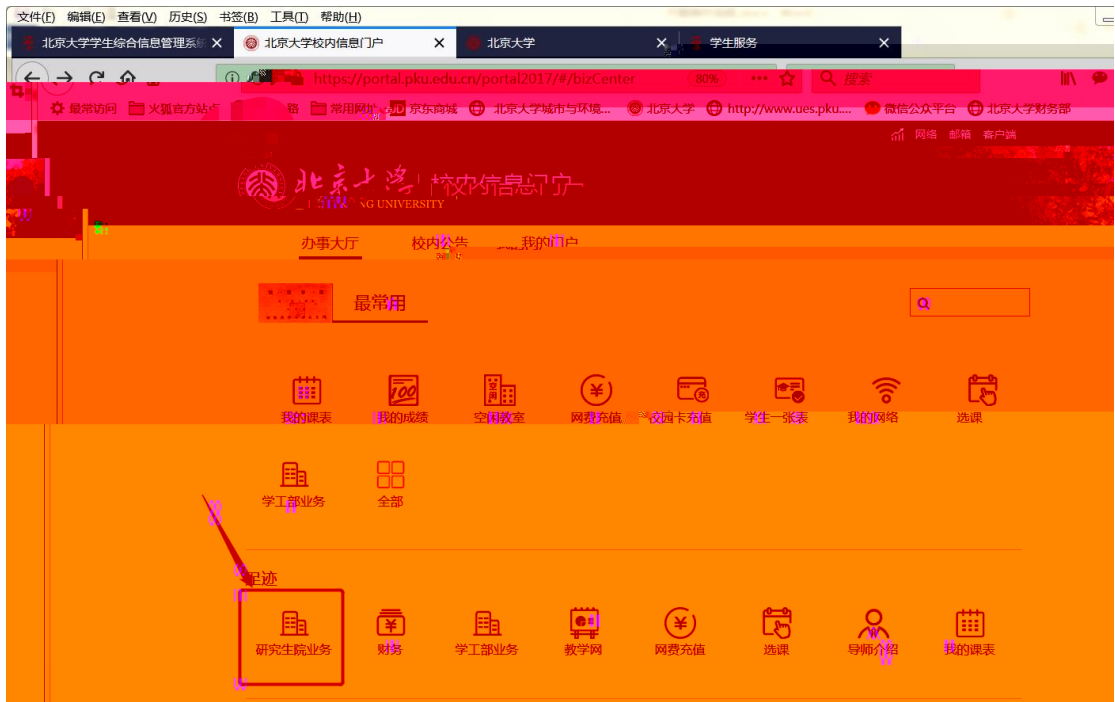 文件(F) 编辑(E) 查看(V) 历史(S) 书签(B) 工具(T) 帮助(H)
北京大学学生综合信息管理系统 北京大学校内信息门户 北京大学 学生服务
https://portal.pku.edu.cn/portal2017/#/bizCenter 80% 搜索
最常访问 火狐官方站点 常用网址 京东商城 北京大学城市与环境... 北京大学 http://www.ues.pku.... 微信公众平台 北京大学财务部
网络 邮箱 客户端
北京大学 校内信息门户
UNIVERSITY
办事大厅 校内公告 我的门户
最常用
我的课表 我的成绩 空闲教室 网费充值 校园卡充值 学生一张表 我的网络 选课
学工部业务 全部
足迹
研究生院业务 财务 学工部业务 教学网 网费充值 选课 导师介绍 我的课表